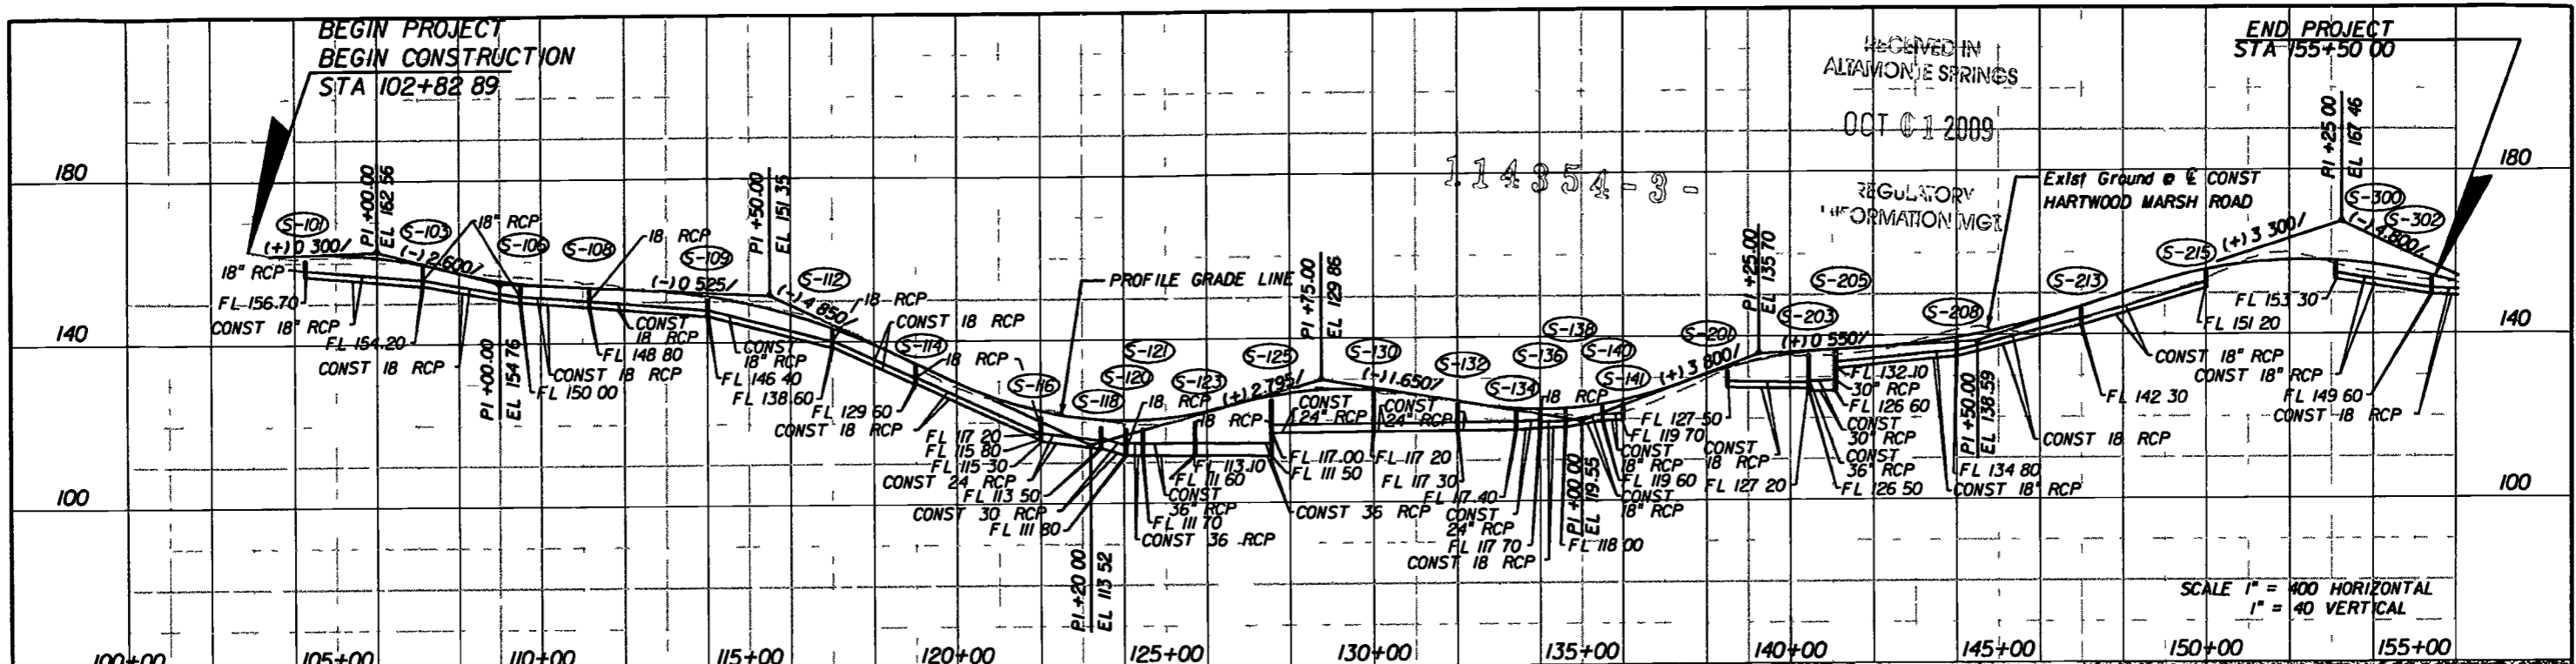 BEGIN PROJECT
BEGIN CONSTRUCTION
STA 102+82 89
RECEIVED IN
ALTAMONTE SPRINGS
OCT 01 2009
114354-3-
REGULATORY
INFORMATION MGT.
END PROJECT
STA 155+50 00
Exist Ground @ ℄ CONST
HARTWOOD MARSH ROAD
PROFILE GRADE LINE
180
180
140
140
100
100
PI +00.00
EL 162 56
PI +00.00
EL 154 76
PI +50.00
EL 151.35
PI +20 00
EL 113 52
PI +75.00
EL 129 86
PI +00.00
EL 119.55
PI +25.00
EL 135 70
PI +50.00
EL 138.59
PI +25 00
EL 167 46
(+) 0 300/
(-) 2.600/
(-) 0 525/
(-) 4 850/
(+) 2.795/
(-) 1.650/
(+) 3 800/
(+) 0 550/
(+) 3 300/
(-) 4.800/
S-101
S-103
S-106
S-108
S-109
S-112
S-114
S-116
S-118
S-120
S-121
S-123
S-125
S-130
S-132
S-134
S-136
S-138
S-141
S-201
S-203
S-205
S-208
S-213
S-215
S-300
S-302
18" RCP
18" RCP
18 RCP
18 RCP
18 RCP
18 RCP
18 RCP
18 RCP
FL 156.70
CONST 18" RCP
FL 154.20
CONST 18 RCP
FL 150 00
CONST 18 RCP
FL 148 80
CONST
18 RCP
FL 146 40
CONST
18" RCP
FL 138 60
CONST 18 RCP
FL 129 60
CONST 18 RCP
FL 117 20
FL 115 80
FL 115 30
CONST 24 RCP
FL 113 50
CONST 30 RCP
FL 111 80
FL 111 70
CONST 36 RCP
FL 111 60
CONST
36" RCP
FL 113.10
FL 117.00
FL 111 50
CONST 36 RCP
CONST
24" RCP
FL 117 20
CONST
24" RCP
FL 117 30
FL 117.40
CONST
24" RCP
FL 117 70
CONST 18 RCP
FL 118 00
FL 119 70
CONST
18" RCP
FL 119 60
CONST
18" RCP
FL 127 50
CONST
18 RCP
FL 127 20
FL 132.10
30" RCP
FL 126 60
CONST
30" RCP
CONST
36" RCP
FL 126 50
FL 134 80
CONST 18" RCP
CONST 18 RCP
FL 142 30
FL 151 20
CONST 18" RCP
FL 153 30
CONST 18" RCP
FL 149 60
CONST 18 RCP
SCALE 1" = 400 HORIZONTAL
1" = 40 VERTICAL
100+00 105+00 110+00 115+00 120+00 125+00 130+00 135+00 140+00 145+00 150+00 155+00